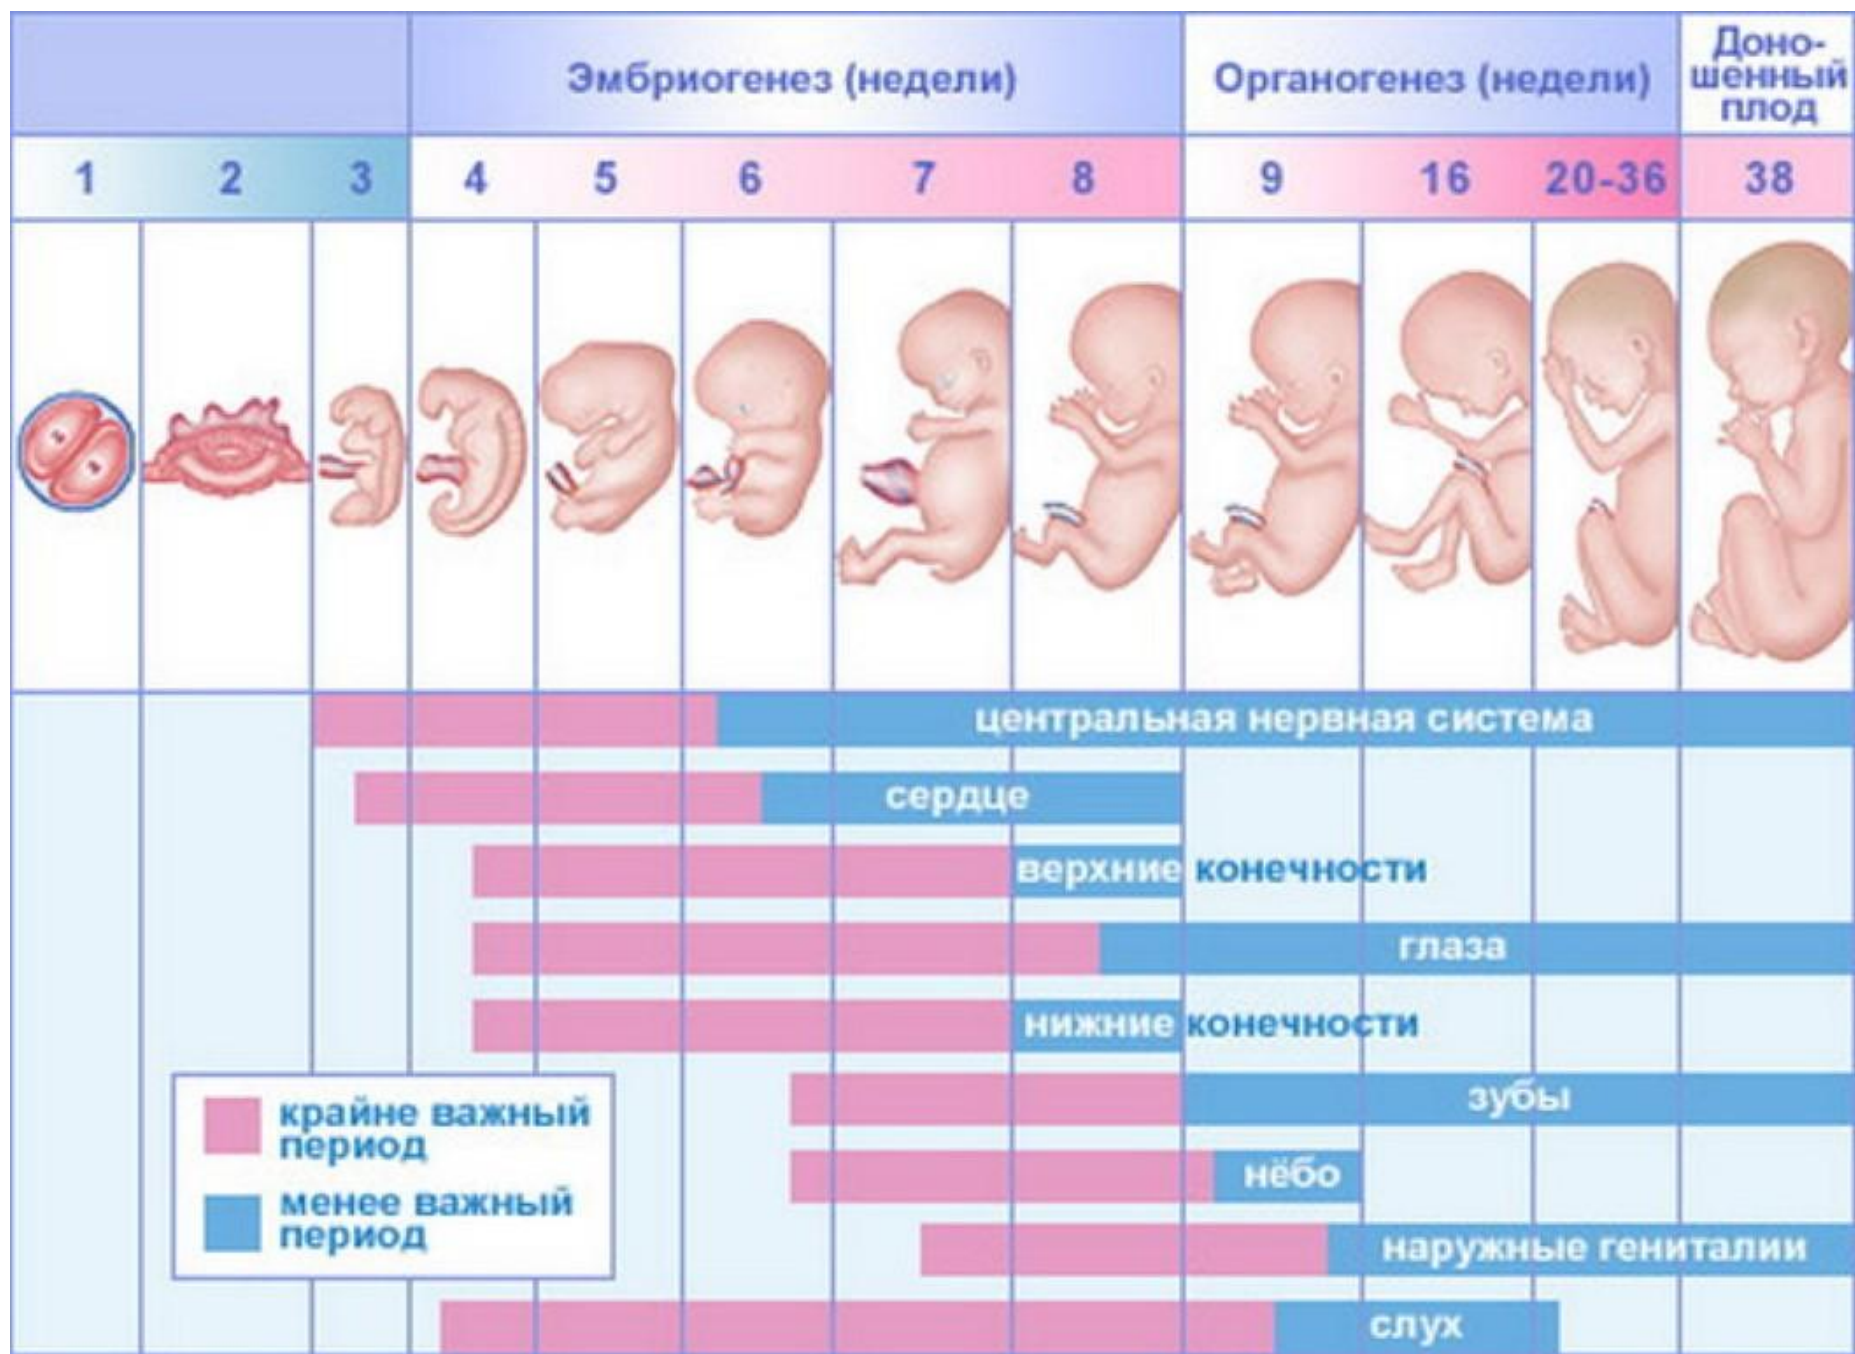 Эмбриогенез (недели)
Органогенез (недели)
Доно-
шенный
плод
1 2 3 4 5 6 7 8 9 16 20-36 38
центральная нервная система
сердце
верхние конечности
глаза
нижние конечности
зубы
крайне важный
период
нёбо
менее важный
период
наружные гениталии
слух